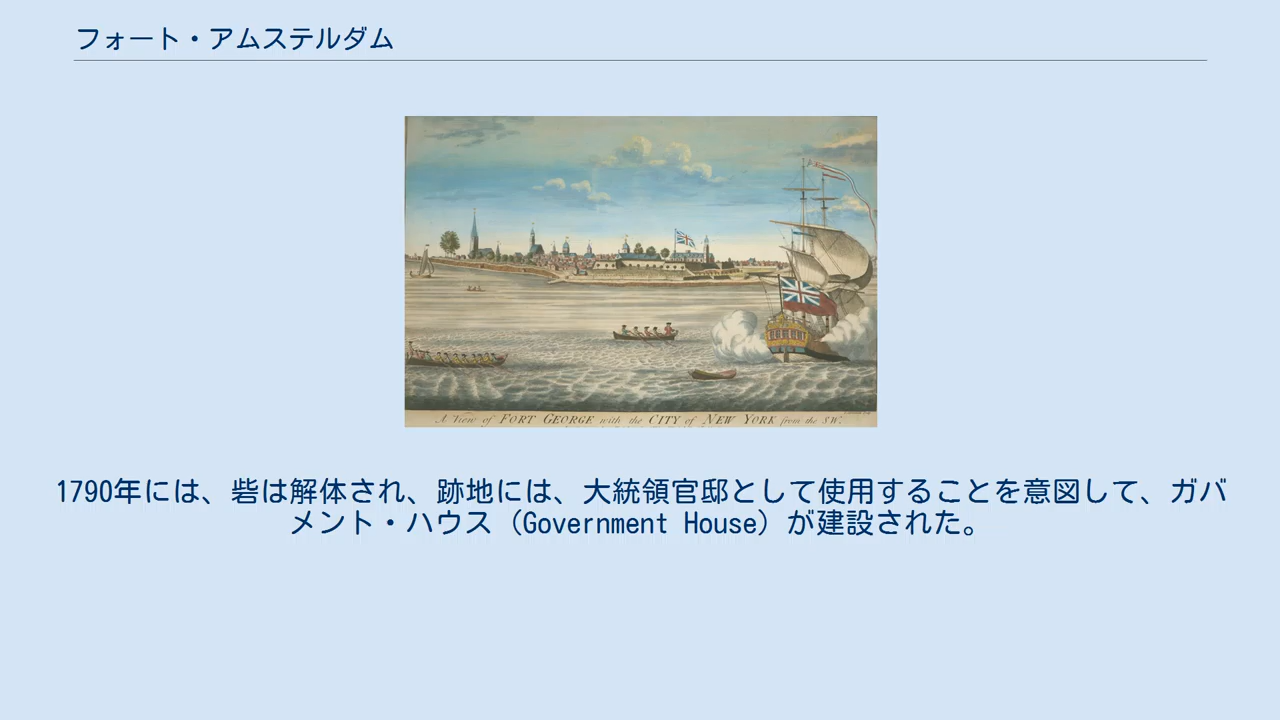 フォート・アムステルダム
A View of FORT GEORGE with the CITY of NEW YORK from the SW.
1790年には、砦は解体され、跡地には、大統領官邸として使用することを意図して、ガバ
メント・ハウス（Government House）が建設された。